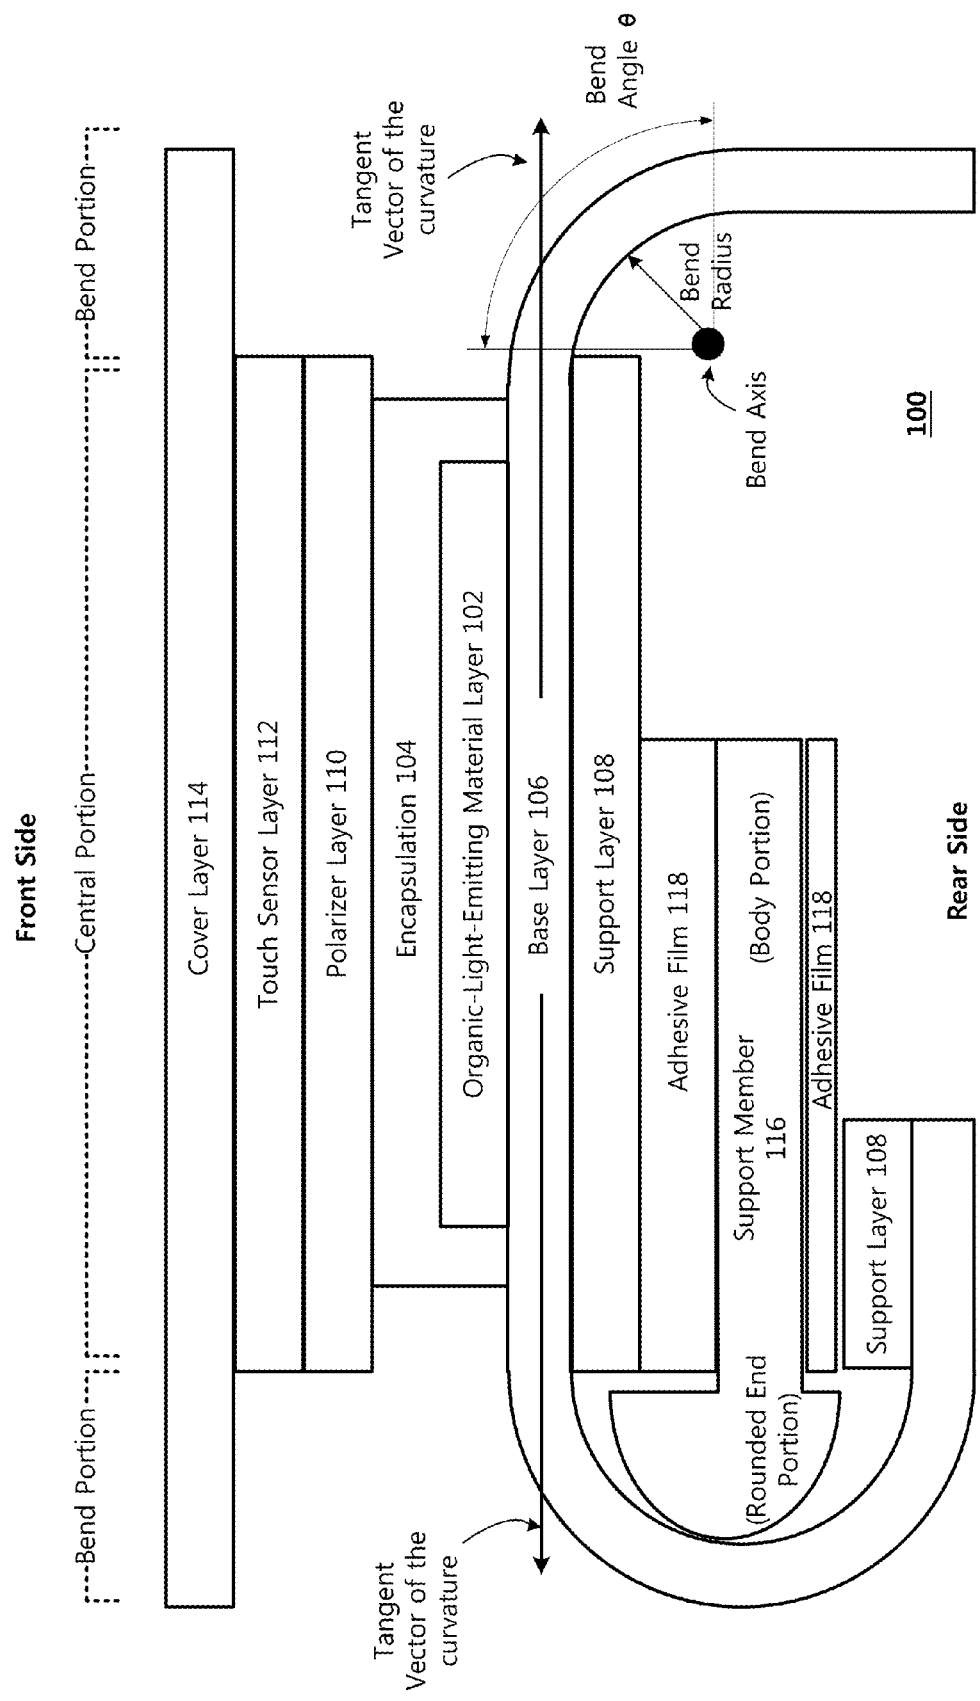 Front Side
Bend Portion
Central Portion
Bend Portion
Cover Layer 114
Touch Sensor Layer 112
Polarizer Layer 110
Encapsulation 104
Organic-Light-Emitting Material Layer 102
Tangent
Vector of the
curvature
Base Layer 106
Tangent
Vector of the
curvature
Bend
Angle θ
Support Layer 108
Adhesive Film 118
Bend
Radius
Bend Axis
(Rounded End
Portion)
Support Member
116
(Body Portion)
Adhesive Film 118
Support Layer 108
100
Rear Side